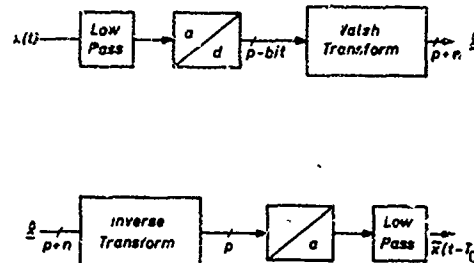 Low
Pass
a
d
p-bit
Walsh
Transform
p+n
p+n
Inverse
Transform
p
a
Low
Pass